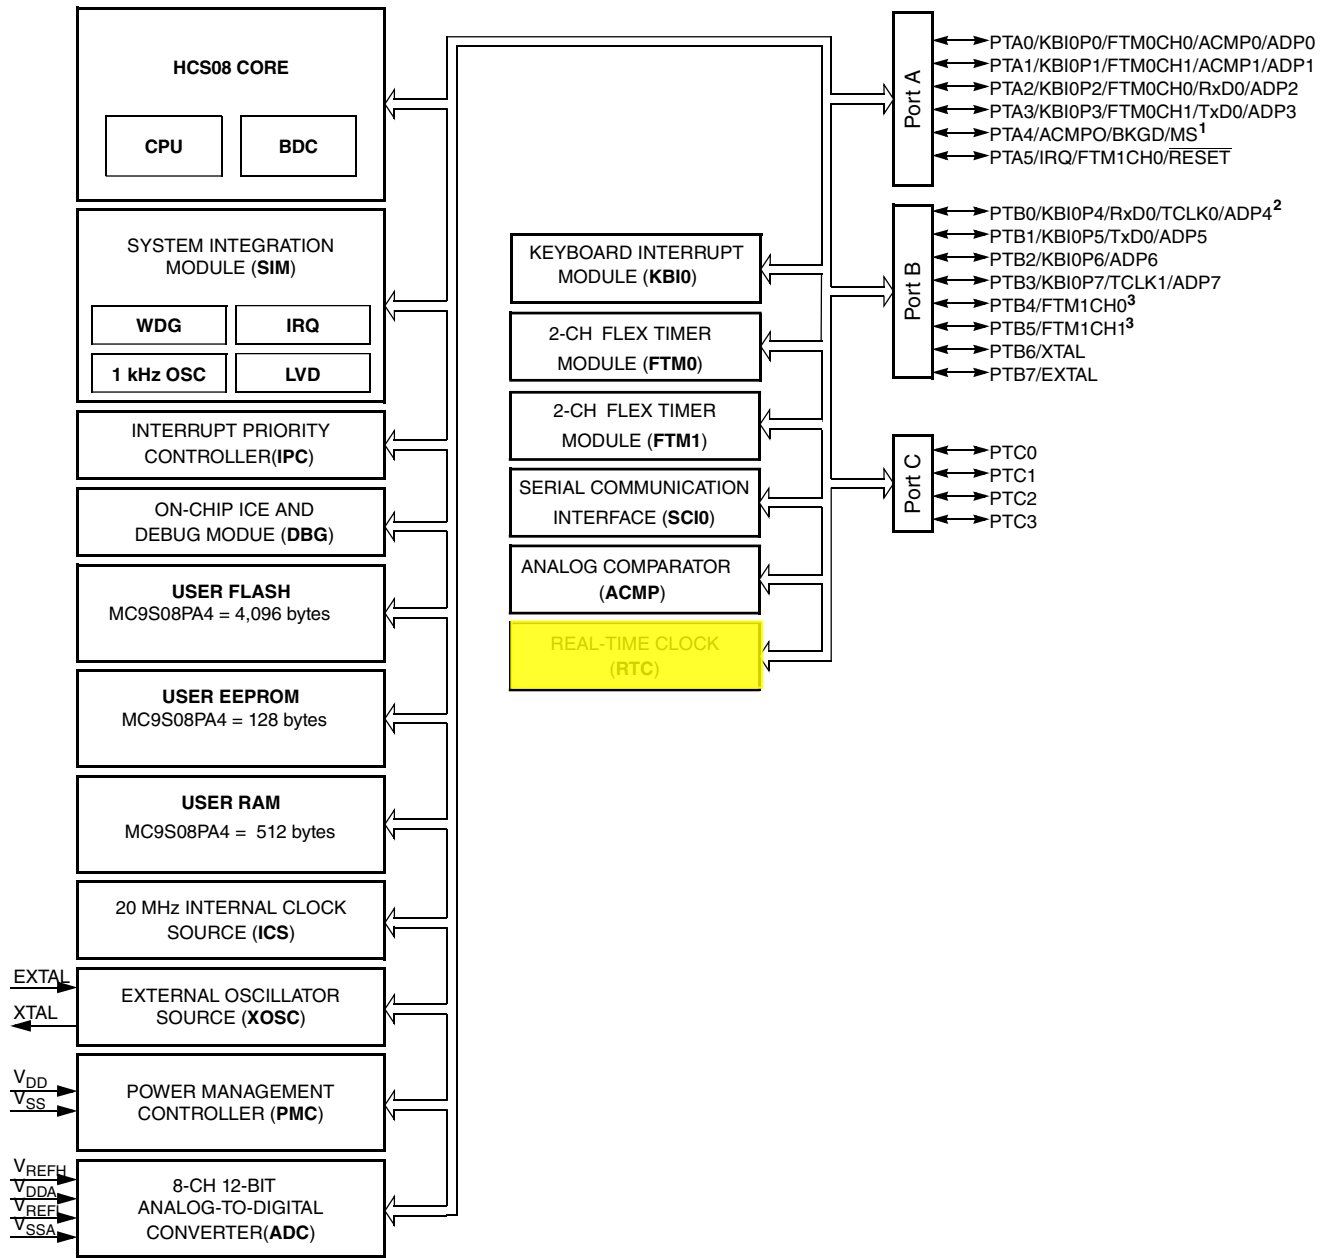 HCS08 CORE
CPU
BDC
SYSTEM INTEGRATION
MODULE (SIM)
WDG
IRQ
1 kHz OSC
LVD
INTERRUPT PRIORITY
CONTROLLER(IPC)
ON-CHIP ICE AND
DEBUG MODUE (DBG)
USER FLASH
MC9S08PA4 = 4,096 bytes
USER EEPROM
MC9S08PA4 = 128 bytes
USER RAM
MC9S08PA4 = 512 bytes
20 MHz INTERNAL CLOCK
SOURCE (ICS)
EXTAL
XTAL
EXTERNAL OSCILLATOR
SOURCE (XOSC)
VDD
VSS
POWER MANAGEMENT
CONTROLLER (PMC)
VREFH
VDDA
VREFL
VSSA
8-CH 12-BIT
ANALOG-TO-DIGITAL
CONVERTER(ADC)
KEYBOARD INTERRUPT
MODULE (KBI0)
2-CH FLEX TIMER
MODULE (FTM0)
2-CH FLEX TIMER
MODULE (FTM1)
SERIAL COMMUNICATION
INTERFACE (SCI0)
ANALOG COMPARATOR
(ACMP)
REAL-TIME CLOCK
(RTC)
Port A
PTA0/KBI0P0/FTM0CH0/ACMP0/ADP0
PTA1/KBI0P1/FTM0CH1/ACMP1/ADP1
PTA2/KBI0P2/FTM0CH0/RxD0/ADP2
PTA3/KBI0P3/FTM0CH1/TxD0/ADP3
PTA4/ACMPO/BKGD/MS¹
PTA5/IRQ/FTM1CH0/RESET
Port B
PTB0/KBI0P4/RxD0/TCLK0/ADP4²
PTB1/KBI0P5/TxD0/ADP5
PTB2/KBI0P6/ADP6
PTB3/KBI0P7/TCLK1/ADP7
PTB4/FTM1CH0³
PTB5/FTM1CH1³
PTB6/XTAL
PTB7/EXTAL
Port C
PTC0
PTC1
PTC2
PTC3